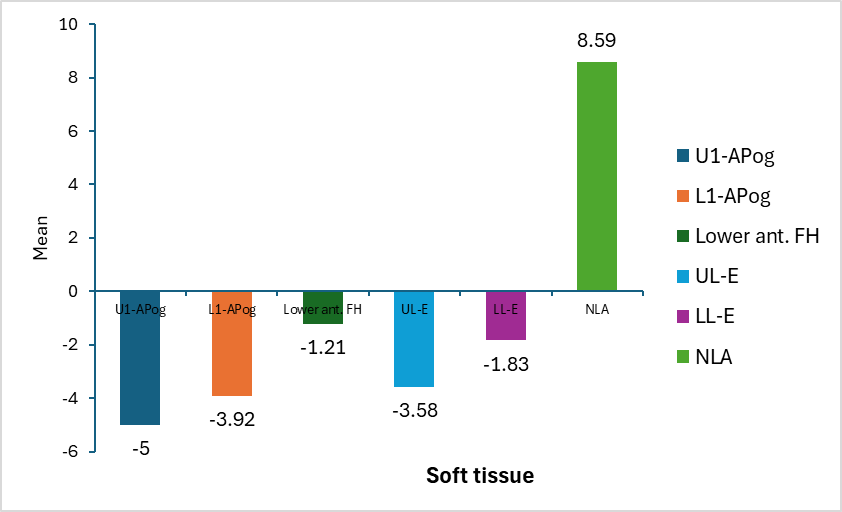 10
8
6
4
2
0
-2
-4
-6
Mean
8.59
U1-APog
L1-APog
Lower ant. FH
UL-E
LL-E
NLA
-1.21
-1.83
-3.58
-3.92
-5
Soft tissue
U1-APog
L1-APog
Lower ant. FH
UL-E
LL-E
NLA